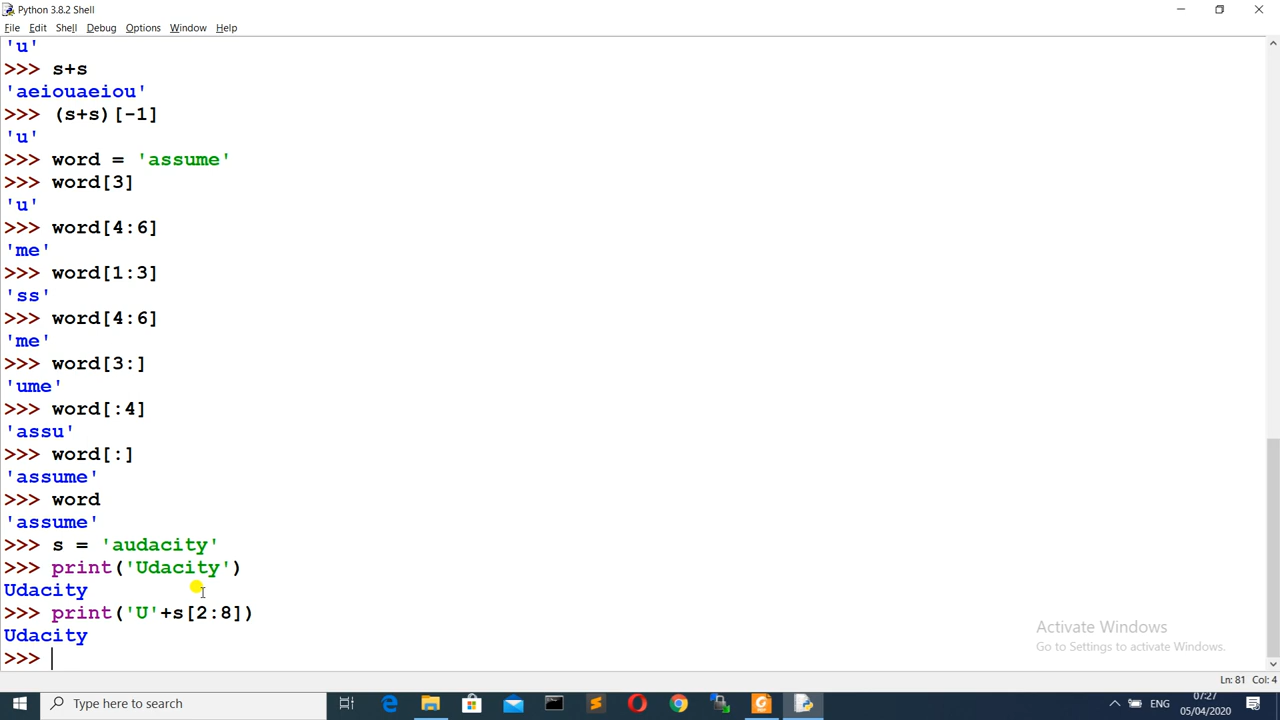 Python 3.8.2 Shell
File Edit Shell Debug Options Window Help
'u'
>>> s+s
'aeiouaeiou'
>>> (s+s)[-1]
'u'
>>> word = 'assume'
>>> word[3]
'u'
>>> word[4:6]
'me'
>>> word[1:3]
'ss'
>>> word[4:6]
'me'
>>> word[3:]
'ume'
>>> word[:4]
'assu'
>>> word[:]
'assume'
>>> word
'assume'
>>> s = 'audacity'
>>> print('Udacity')
Udacity
>>> print('U'+s[2:8])
Udacity
>>>
Activate Windows
Go to Settings to activate Windows.
Ln: 81 Col: 4
Type here to search
ENG
07:27
05/04/2020